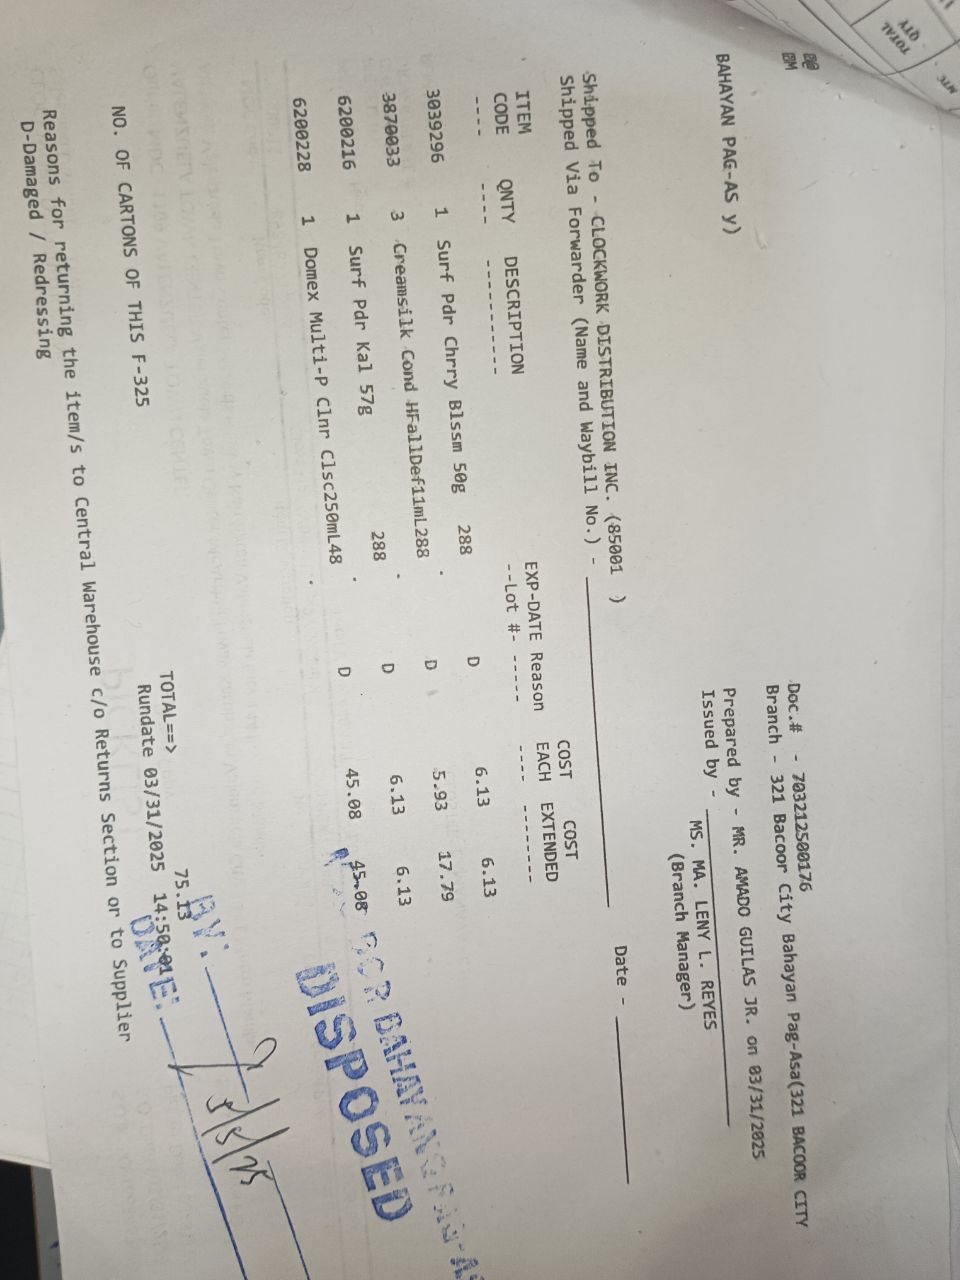 TOTAL
QTY
MTC
Doc.# - 703212500176
Branch - 321 Bacoor City Bahayan Pag-Asa(321 BACOOR CITY
BAHAYAN PAG-AS y)
Prepared by - MR. AMADO GUILAS JR. on 03/31/2025
Issued by -
MS. MA. LENY L. REYES
(Branch Manager)
Shipped To - CLOCKWORK DISTRIBUTION INC. (85001 )
Shipped Via Forwarder (Name and Waybill No.) - Date -
ITEM EXP-DATE Reason COST COST
CODE QNTY DESCRIPTION --Lot #- ----- EACH EXTENDED
---- ---- ---------- ---- --------
3039296 1 Surf Pdr Chrry Blssm 50g 288 D 6.13 6.13
3870033 3 Creamsilk Cond HFallDef11mL288 . D 5.93 17.79
6200216 1 Surf Pdr Kal 57g 288 . D 6.13 6.13
6200228 1 Domex Multi-P Clnr Clsc250mL48 . D 45.08 45.08
DISPOSED
BY:
DATE: 5/5/25
TOTAL==> 75.13
NO. OF CARTONS OF THIS F-325 Rundate 03/31/2025 14:50:01
Reasons for returning the item/s to Central Warehouse c/o Returns Section or to Supplier
D-Damaged / Redressing